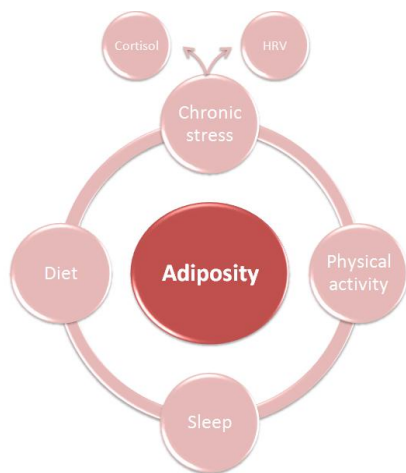 Cortisol
HRV
Chronic
stress
Diet
Adiposity
Physical
activity
Sleep